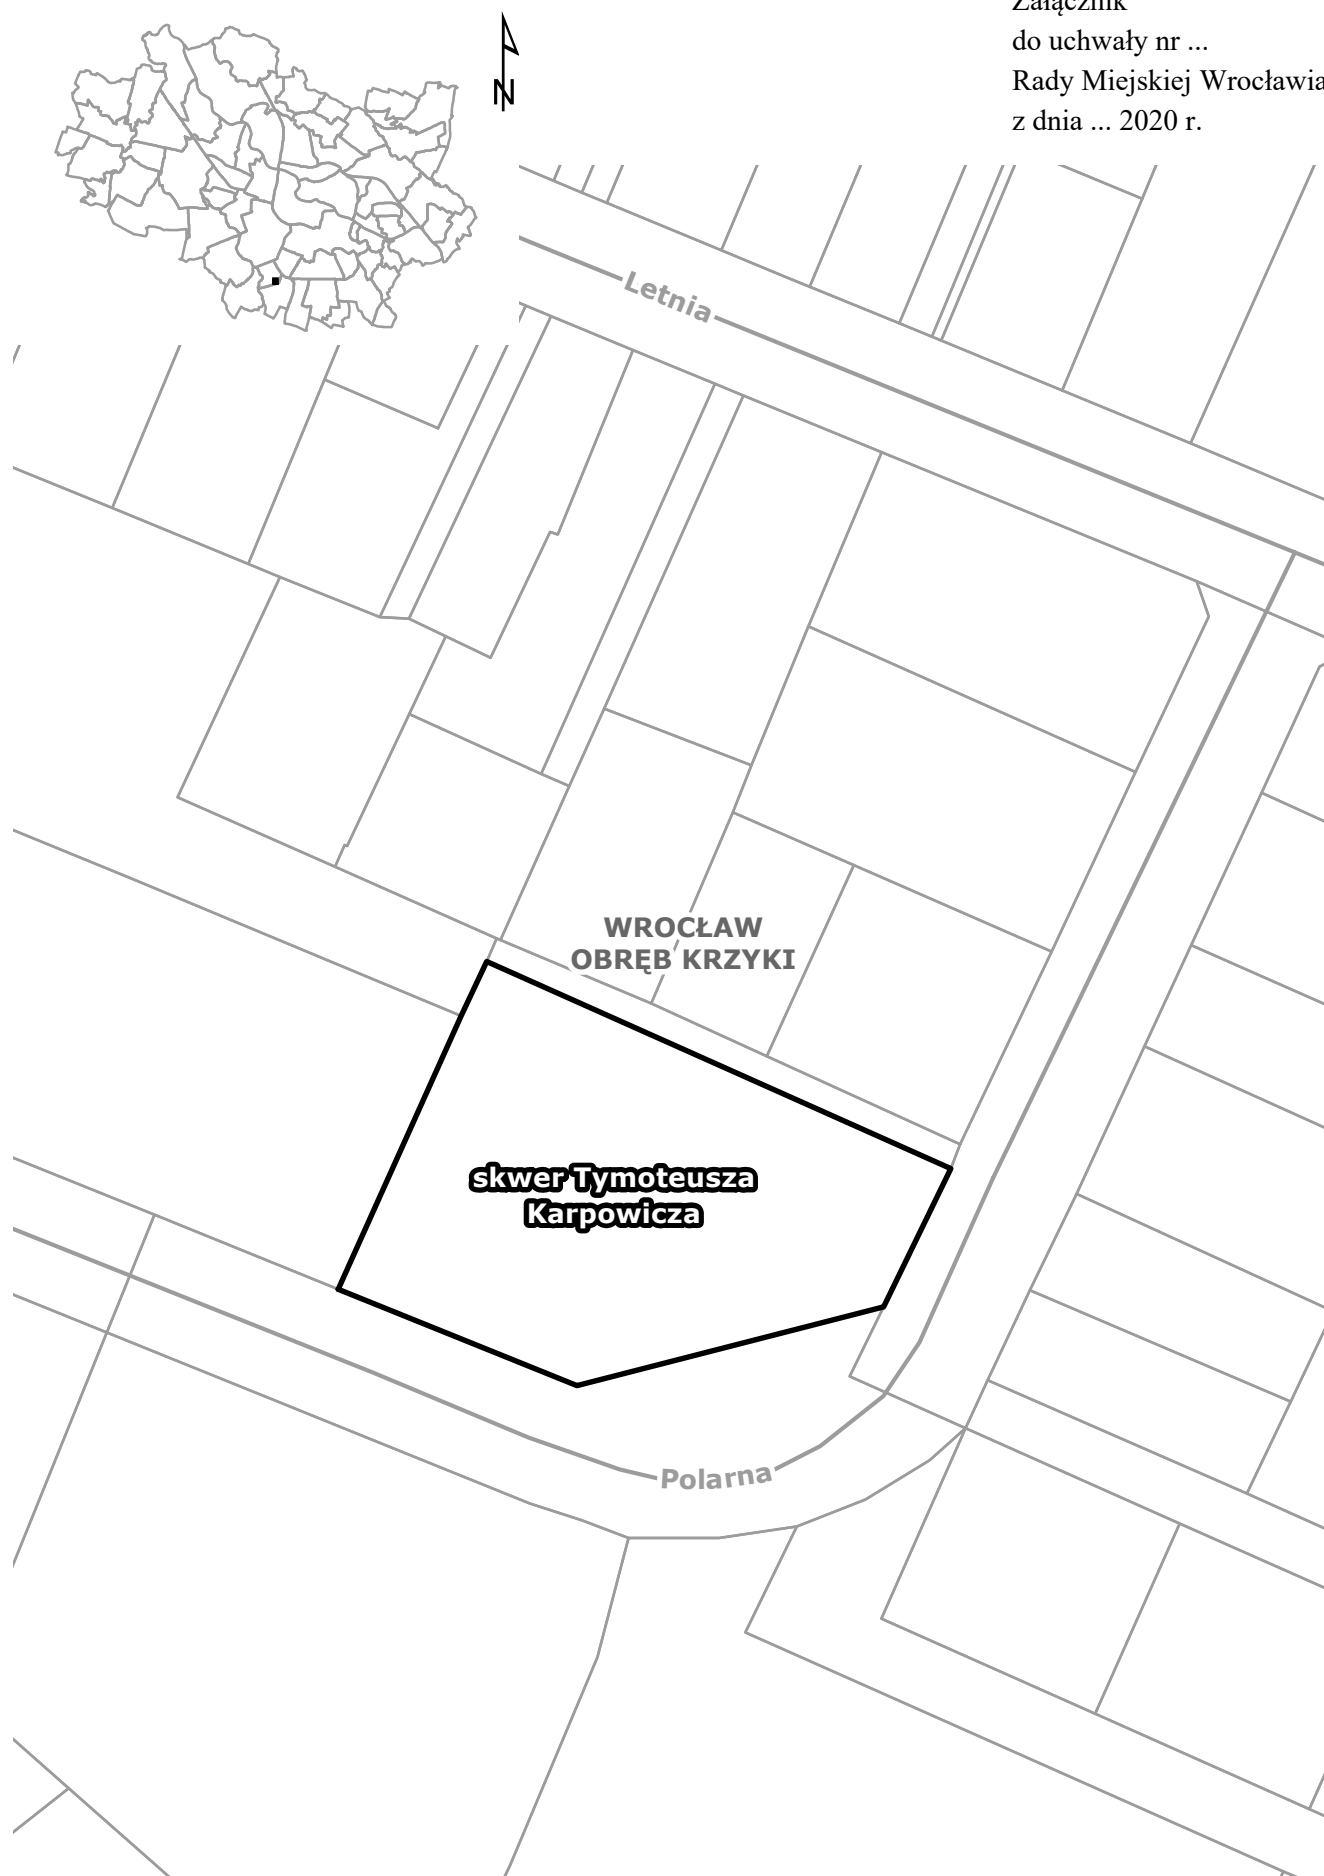 Załącznik
do uchwały nr ...
Rady Miejskiej Wrocławia
z dnia ... 2020 r.
N
Letnia
WROCŁAW
OBRĘB KRZYKI
skwer Tymoteusza
Karpowicza
Polarna